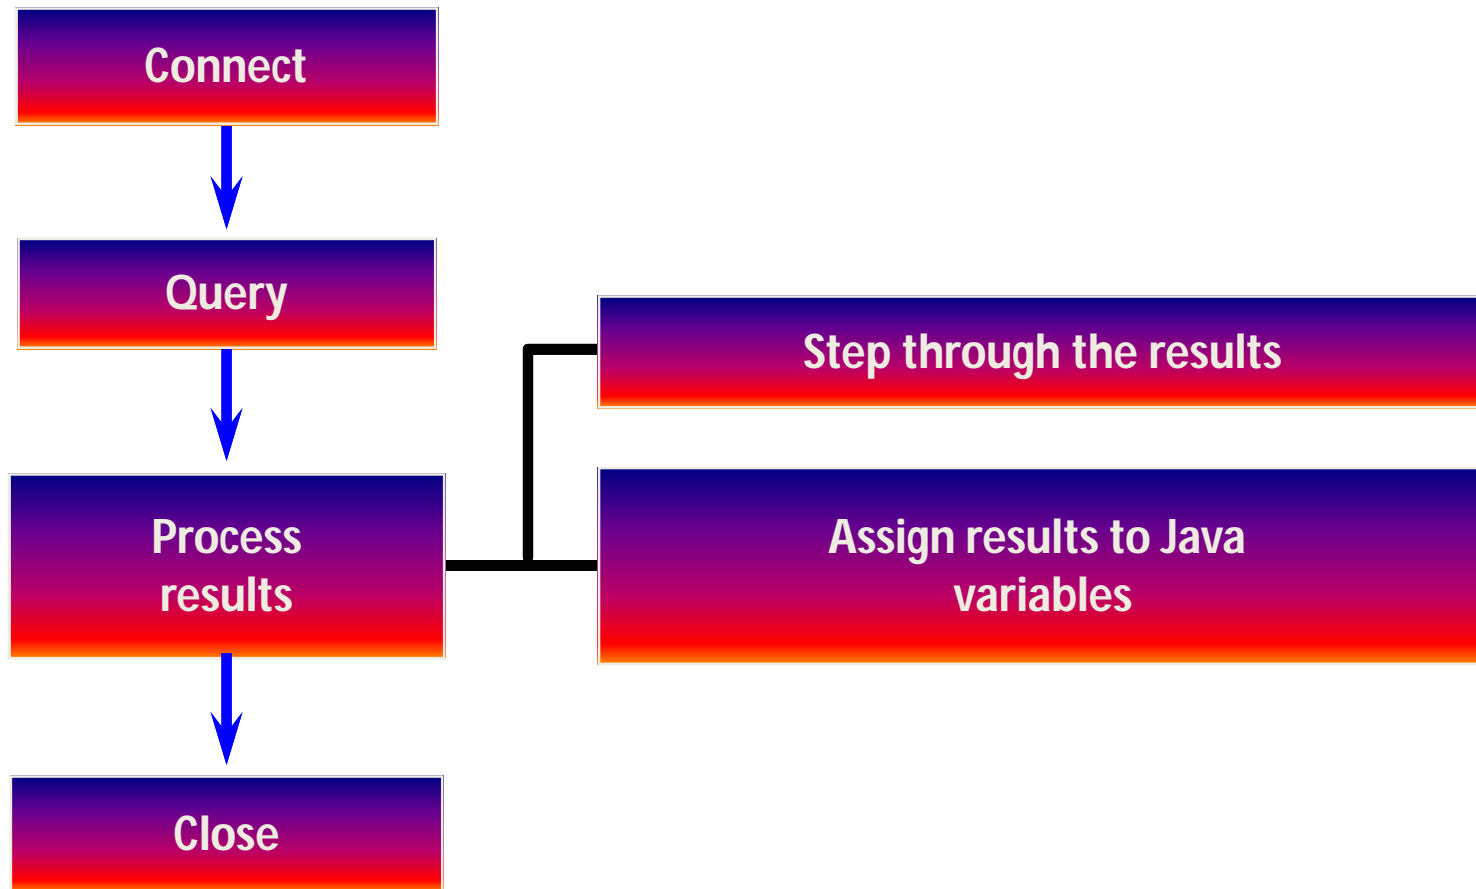 Connect
Query
Step through the results
Process
results
Assign results to Java
variables
Close